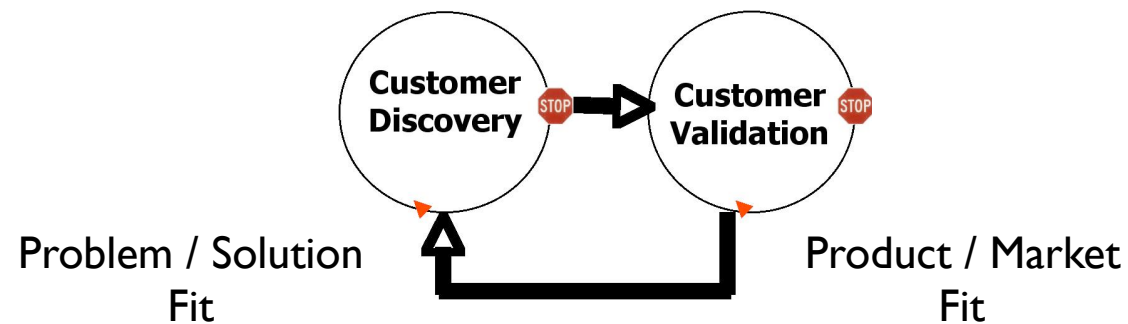 Customer
Discovery
STOP
Customer
Validation
STOP
Problem / Solution
Fit
Product / Market
Fit